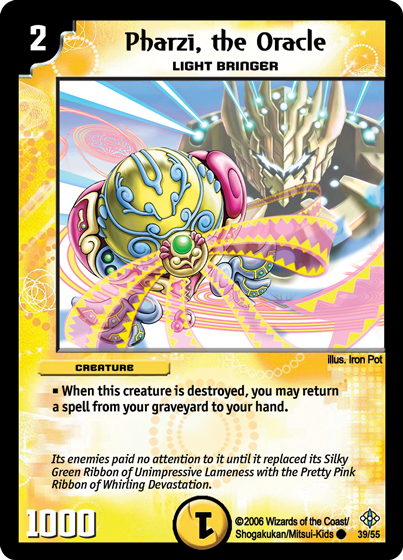 2
Pharzi, the Oracle
LIGHT BRINGER
illus. Iron Pot
CREATURE
▪ When this creature is destroyed, you may return
a spell from your graveyard to your hand.
Its enemies paid no attention to it until it replaced its Silky
Green Ribbon of Unimpressive Lameness with the Pretty Pink
Ribbon of Whirling Devastation.
1000
1
©2006 Wizards of the Coast/
Shogakukan/Mitsui-Kids ● 39/55